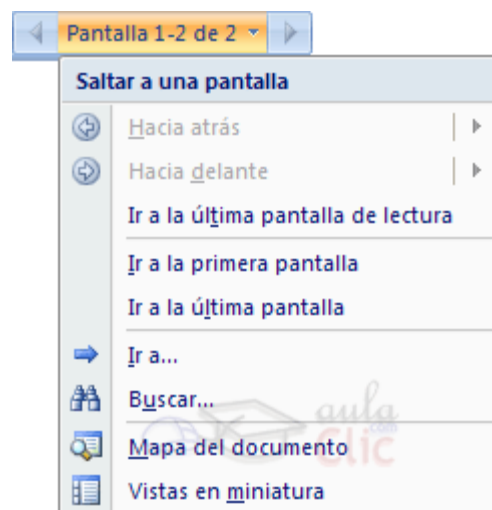 Pantalla 1-2 de 2
Saltar a una pantalla
Hacia atrás
Hacia delante
Ir a la última pantalla de lectura
Ir a la primera pantalla
Ir a la última pantalla
Ir a...
Buscar...
aula
.com
Clic
Mapa del documento
Vistas en miniatura